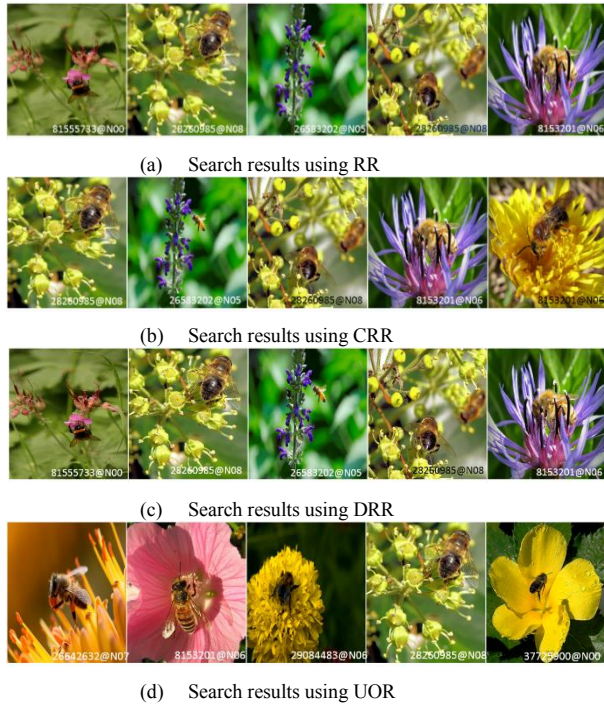 81555733@N00 28260985@N08 26583202@N05 28260985@N08 8153201@N06
(a) Search results using RR
28260985@N08 26583202@N05 28260985@N08 8153201@N06 8153201@N06
(b) Search results using CRR
81555733@N00 28260985@N08 26583202@N05 28260985@N08 8153201@N06
(c) Search results using DRR
26642632@N07 8153201@N06 29084483@N06 28260985@N08 37725900@N00
(d) Search results using UOR